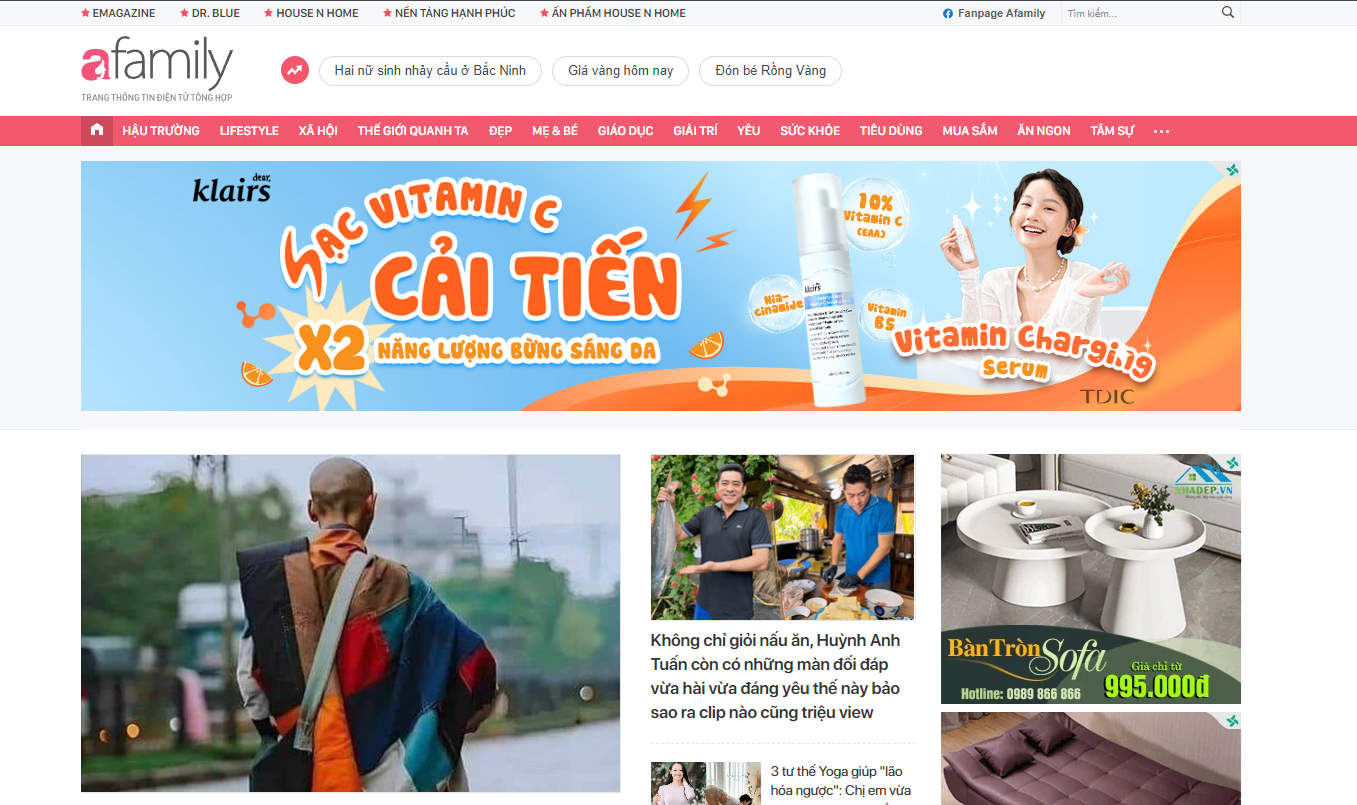 EMAGAZINE
DR. BLUE
HOUSE N HOME
NỀN TẢNG HẠNH PHÚC
ẤN PHẨM HOUSE N HOME
Fanpage Afamily
Tìm kiếm...
afamily
TRANG THÔNG TIN ĐIỆN TỬ TỔNG HỢP
Hai nữ sinh nhảy cầu ở Bắc Ninh
Giá vàng hôm nay
Đón bé Rồng Vàng
HẬU TRƯỜNG
LIFESTYLE
XÃ HỘI
THẾ GIỚI QUANH TA
ĐẸP
MẸ & BÉ
GIÁO DỤC
GIẢI TRÍ
YÊU
SỨC KHỎE
TIÊU DÙNG
MUA SẮM
ĂN NGON
TÂM SỰ
dear,
klairs
SẠC VITAMIN C
CẢI TIẾN
X2 NĂNG LƯỢNG BỪNG SÁNG DA
10%
Vitamin C
(EAA)
klairs
Nia-
cinamide
Vitamin
B5
Vitamin Charging
Serum
TDIC
NHADEP.VN
Bàn Tròn Sofa
Giá chỉ từ
995.000đ
Hotline: 0989 866 866
Không chỉ giỏi nấu ăn, Huỳnh Anh
Tuấn còn có những màn đối đáp
vừa hài vừa đáng yêu thế này bảo
sao ra clip nào cũng triệu view
3 tư thế Yoga giúp "lão
hóa ngược": Chị em vừa